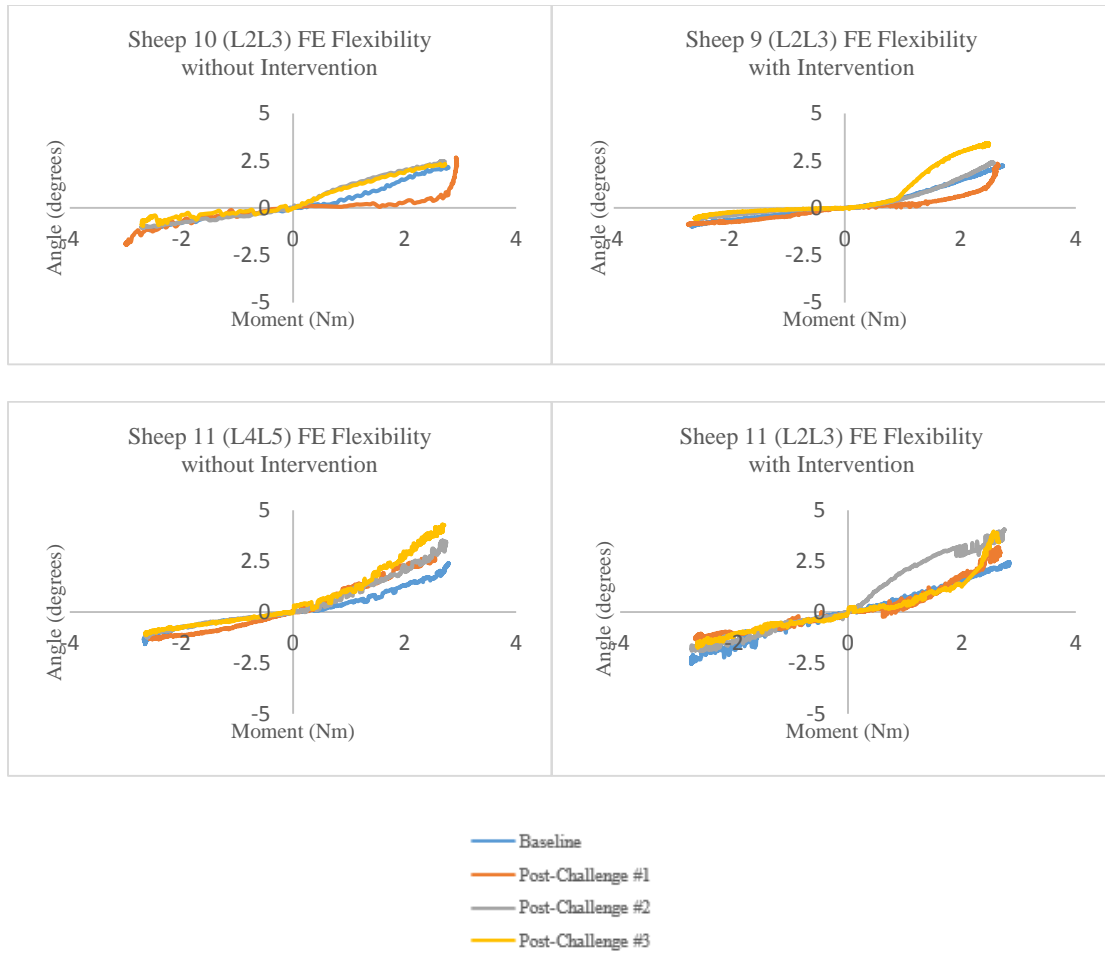 Sheep 10 (L2L3) FE Flexibility
without Intervention
Angle (degrees)
5
2.5
0
-2.5
-5
-4
-2
0
2
4
Moment (Nm)
Sheep 9 (L2L3) FE Flexibility
with Intervention
Angle (degrees)
5
2.5
0
-2.5
-5
-4
-2
0
2
4
Moment (Nm)
Sheep 11 (L4L5) FE Flexibility
without Intervention
Angle (degrees)
5
2.5
0
-2.5
-5
-4
-2
0
2
4
Moment (Nm)
Sheep 11 (L2L3) FE Flexibility
with Intervention
Angle (degrees)
5
2.5
0
-2.5
-5
-4
-2
0
2
4
Moment (Nm)
Baseline
Post-Challenge #1
Post-Challenge #2
Post-Challenge #3